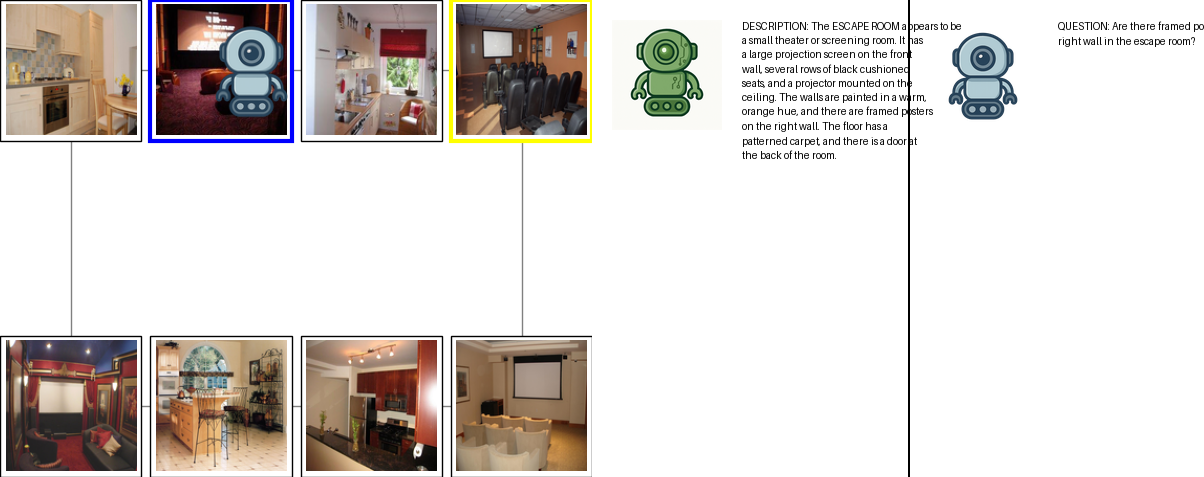 DESCRIPTION: The ESCAPE ROOM appears to be
a small theater or screening room. It has
a large projection screen on the front
wall, several rows of black cushioned
seats, and a projector mounted on the
ceiling. The walls are painted in a warm,
orange hue, and there are framed posters
on the right wall. The floor has a
patterned carpet, and there is a door at
the back of the room.
QUESTION: Are there framed po
right wall in the escape room?